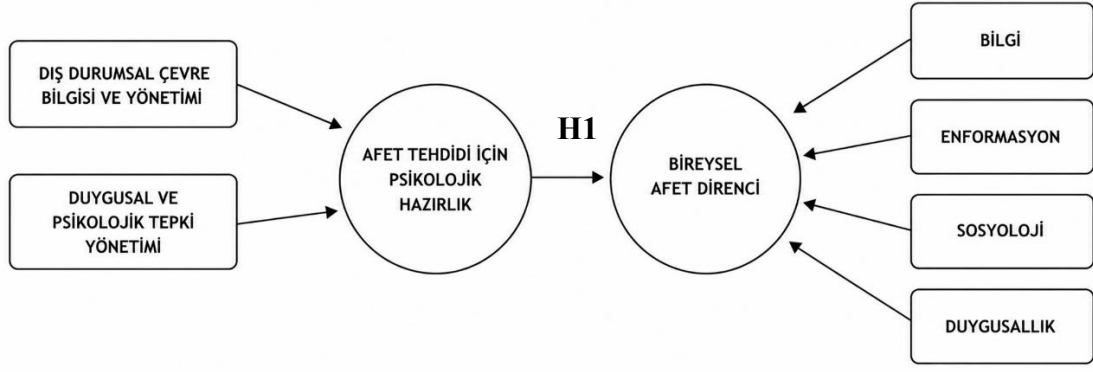 DIŞ DURUMSAL ÇEVRE
BİLGİSİ VE YÖNETİMİ
DUYGUSAL VE
PSİKOLOJİK TEPKİ
YÖNETİMİ
AFET TEHDİDİ İÇİN
PSİKOLOJİK
HAZIRLIK
H1
BİREYSEL
AFET DİRENCİ
BİLGİ
ENFORMASYON
SOSYOLOJİ
DUYGUSALLIK